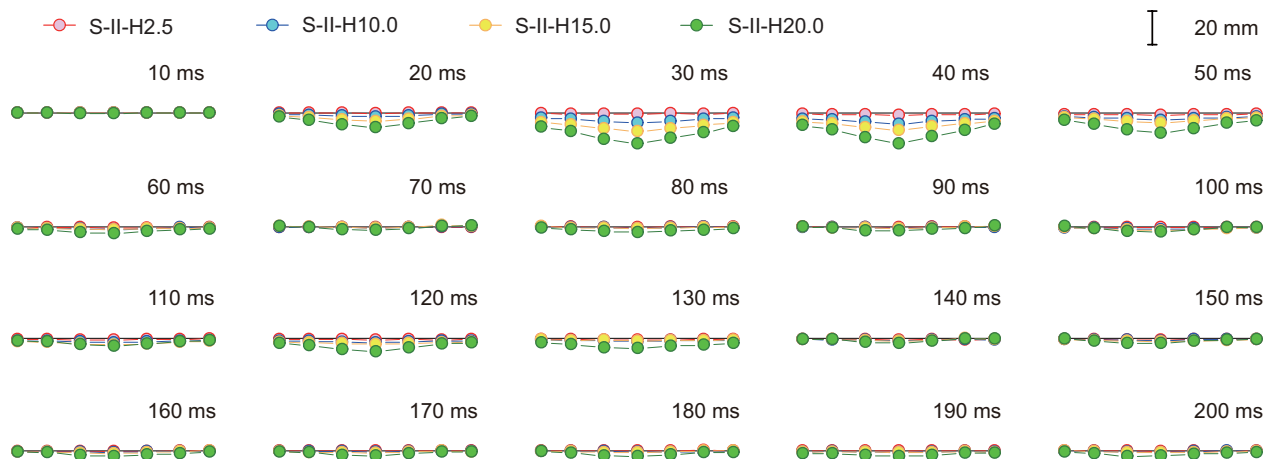 S-II-H2.5 S-II-H10.0 S-II-H15.0 S-II-H20.0 20 mm
10 ms 20 ms 30 ms 40 ms 50 ms
60 ms 70 ms 80 ms 90 ms 100 ms
110 ms 120 ms 130 ms 140 ms 150 ms
160 ms 170 ms 180 ms 190 ms 200 ms